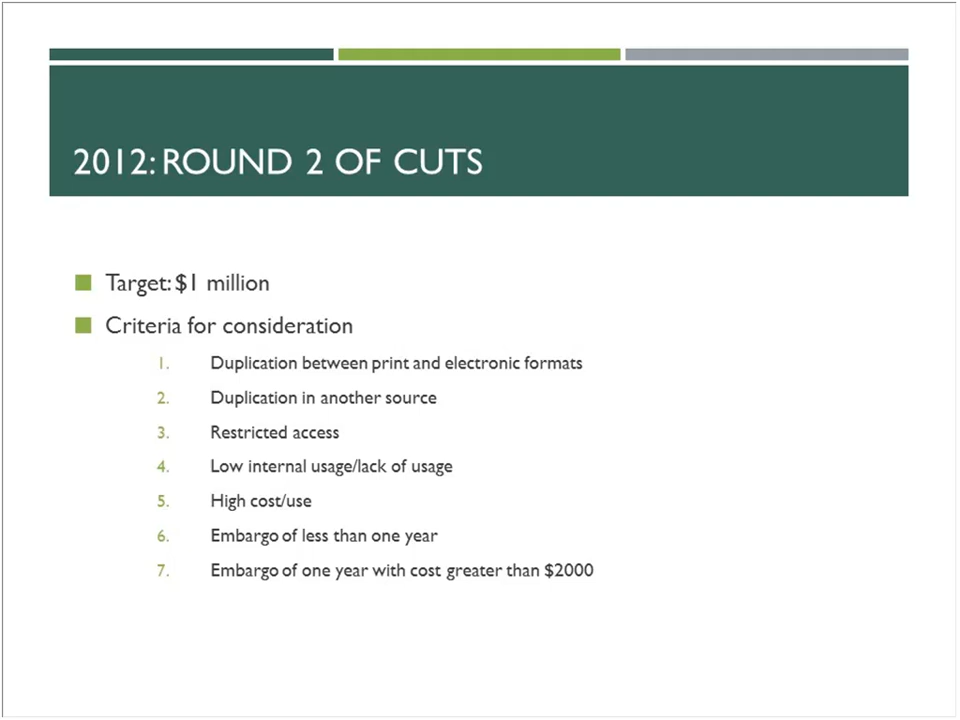 2012: ROUND 2 OF CUTS
Target: $1 million
Criteria for consideration
1. Duplication between print and electronic formats
2. Duplication in another source
3. Restricted access
4. Low internal usage/lack of usage
5. High cost/use
6. Embargo of less than one year
7. Embargo of one year with cost greater than $2000